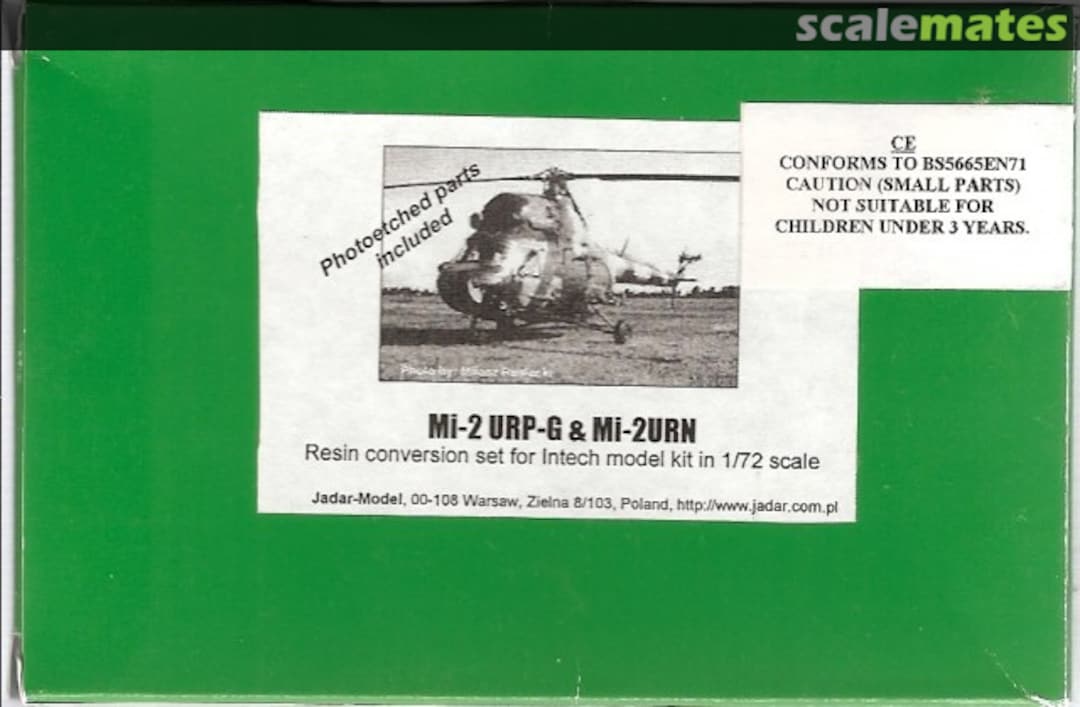 scalemates
CE
CONFORMS TO BS5665EN71
CAUTION (SMALL PARTS)
NOT SUITABLE FOR
CHILDREN UNDER 3 YEARS.
Photoetched parts
included
Photo by:
Mi-2 URP-G & Mi-2URN
Resin conversion set for Intech model kit in 1/72 scale
Jadar-Model, 00-108 Warsaw, Zielna 8/103, Poland, http://www.jadar.com.pl